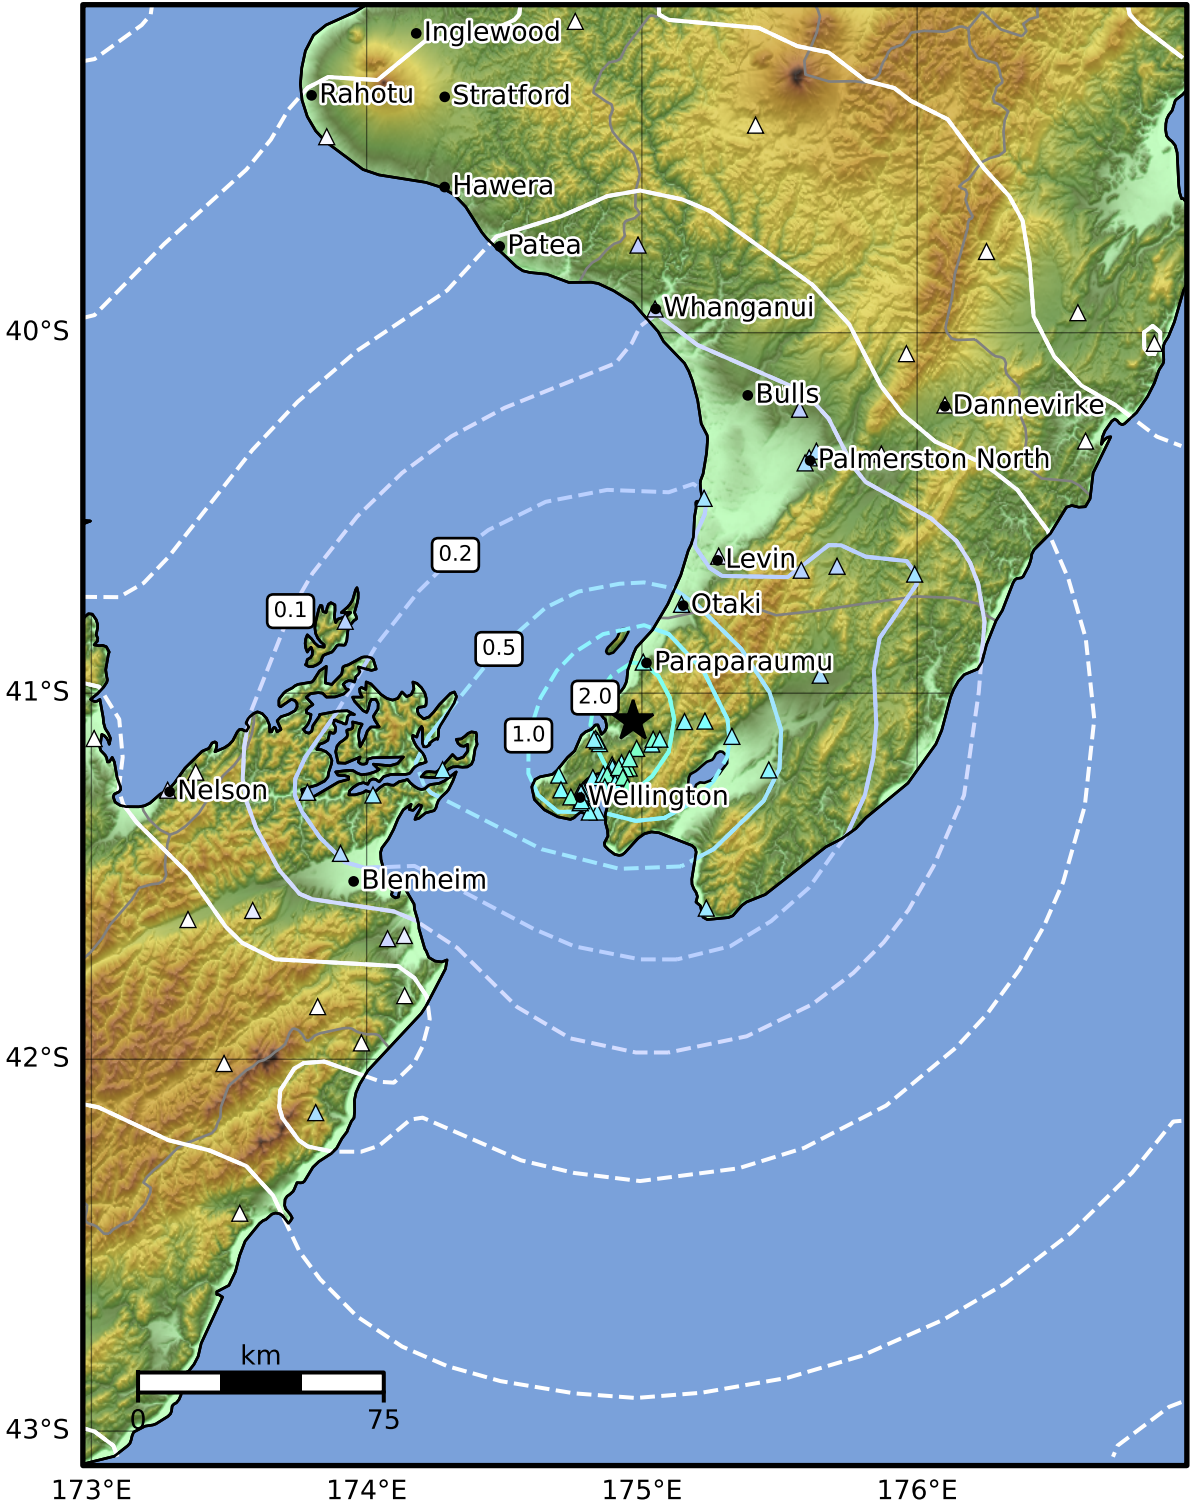 Inglewood
Rahotu
Stratford
Hawera
Patea
Whanganui
40°S
Bulls
Dannevirke
Palmerston North
0.2
Levin
0.1
Otaki
0.5
Paraparaumu
41°S
2.0
1.0
Nelson
Wellington
Blenheim
42°S
km
0
75
43°S
173°E
174°E
175°E
176°E